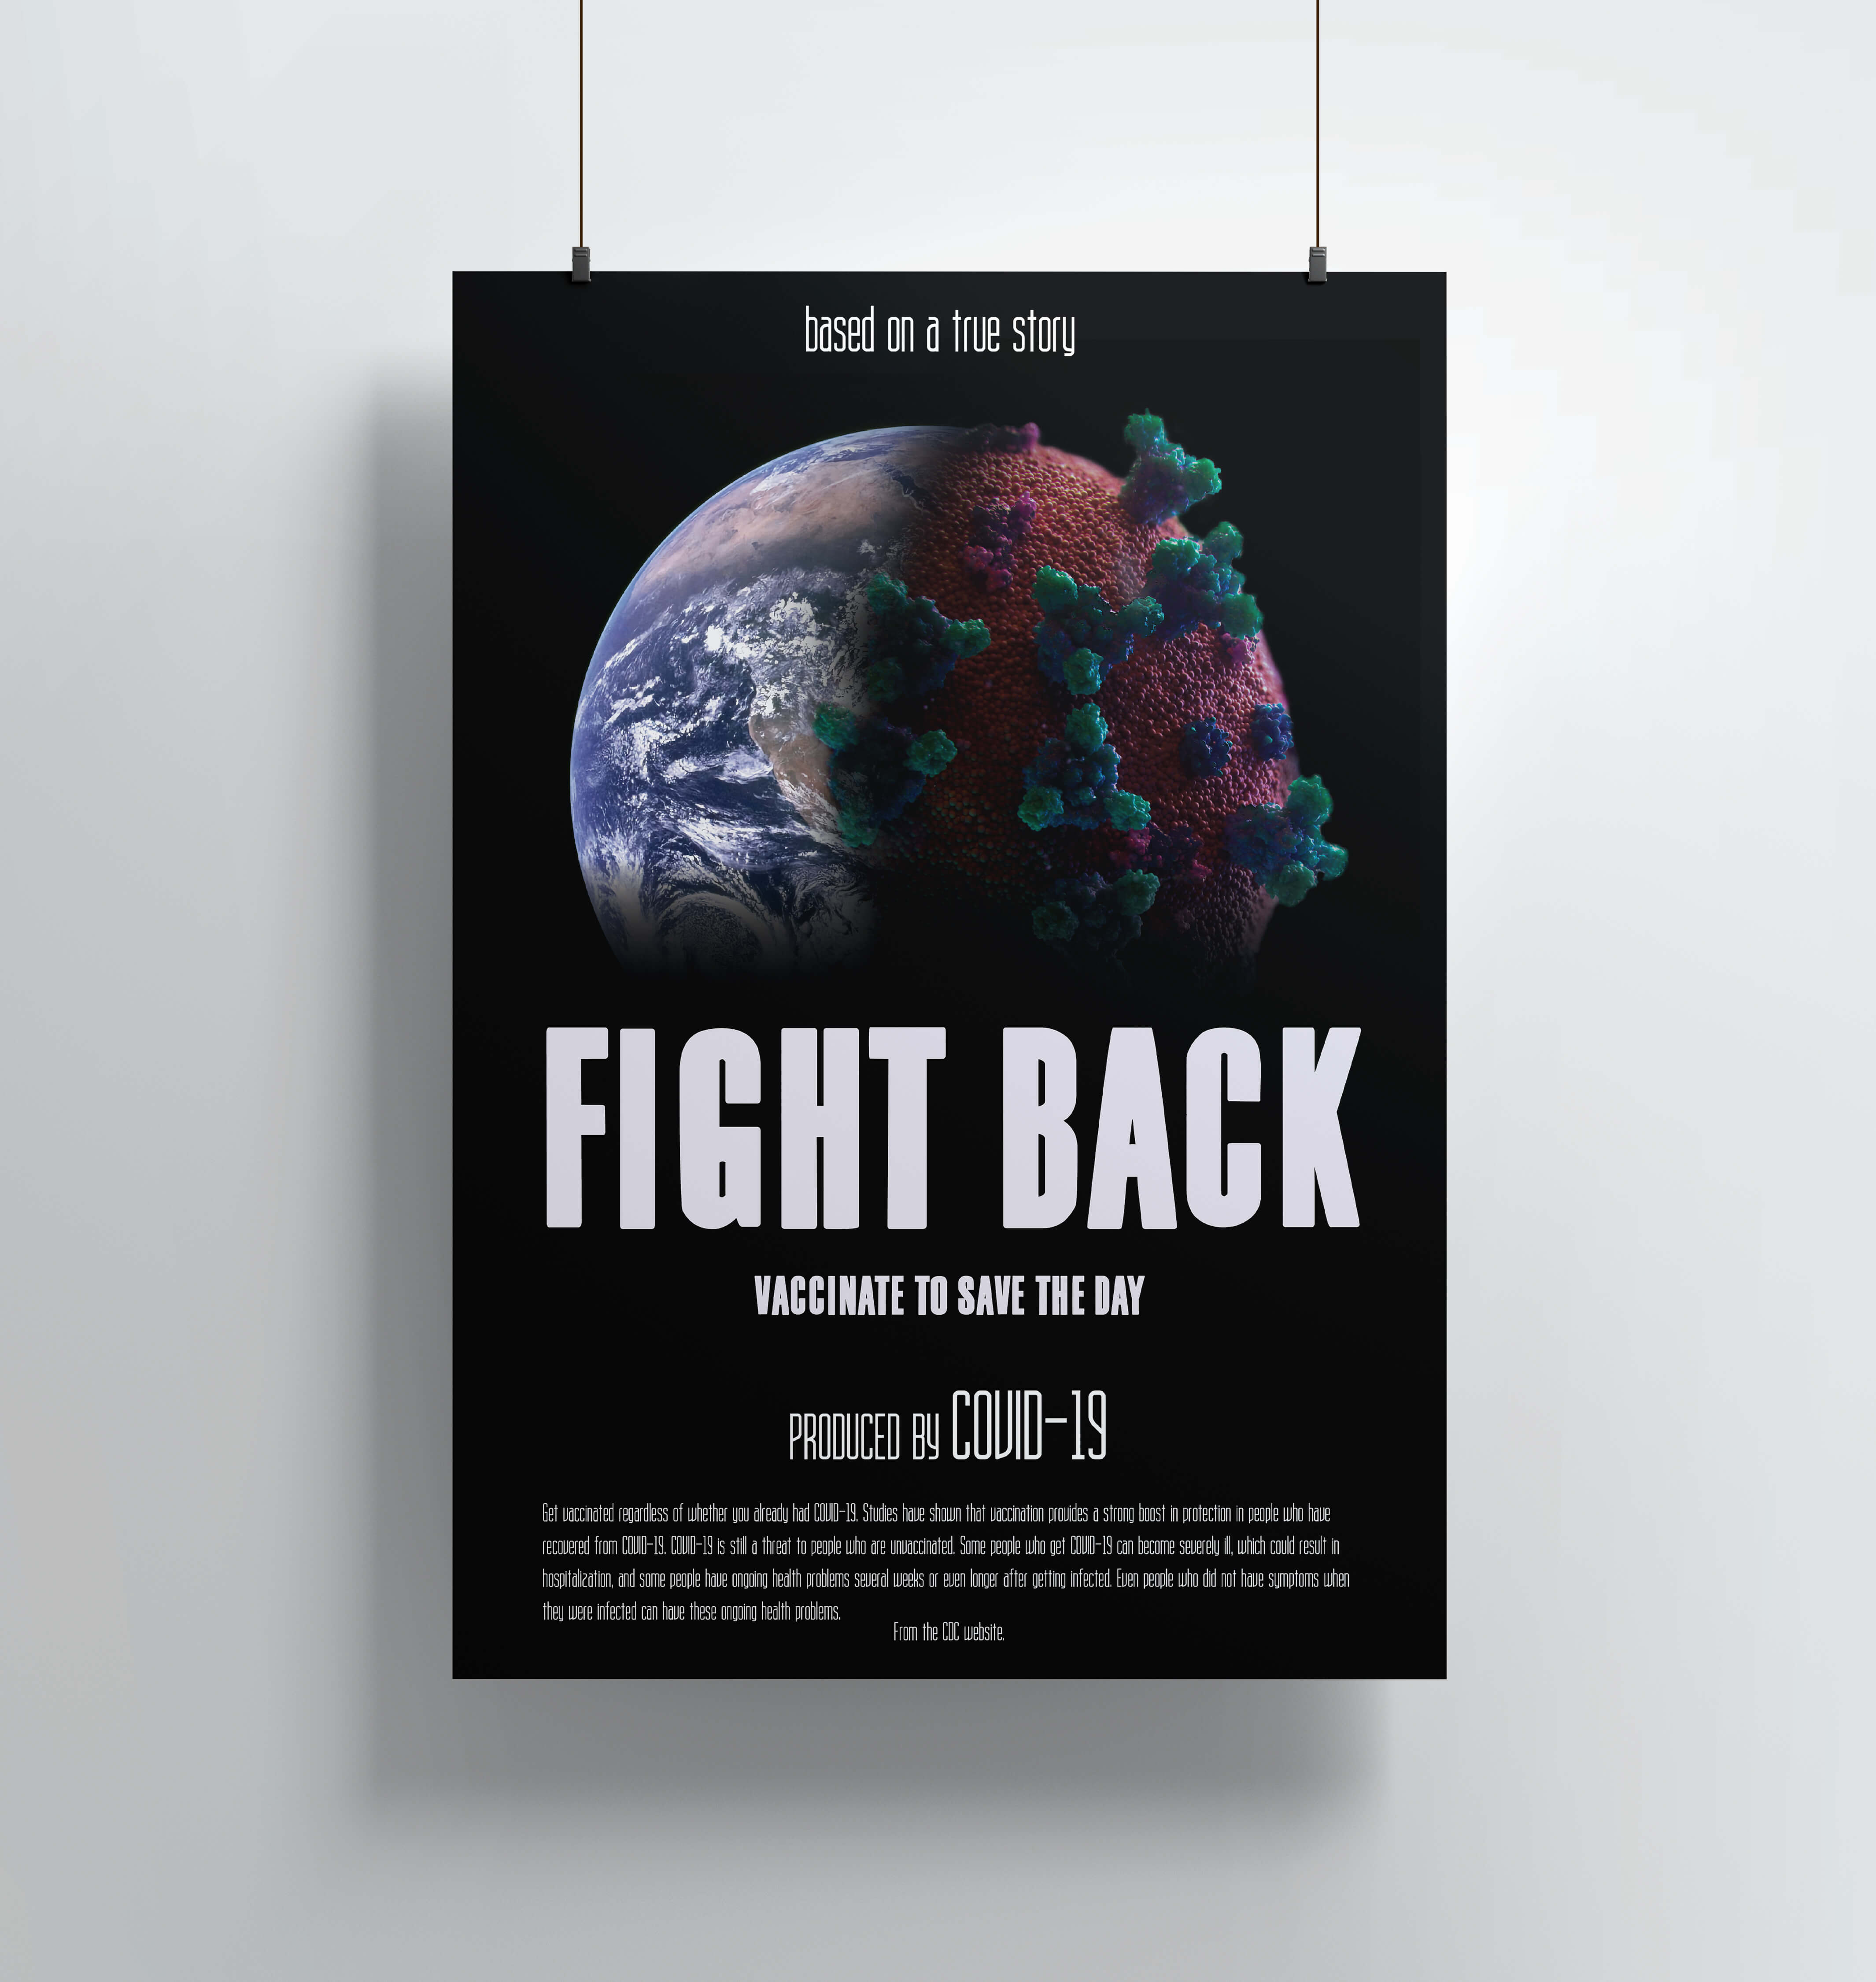 based on a true story
FIGHT BACK
VACCINATE TO SAVE THE DAY
PRODUCED BY COVID-19
Get vaccinated regardless of whether you already had COVID-19. Studies have shown that vaccination provides a strong boost in protection in people who have
recovered from COVID-19. COVID-19 is still a threat to people who are unvaccinated. Some people who get COVID-19 can become severely ill, which could result in
hospitalization, and some people have ongoing health problems several weeks or even longer after getting infected. Even people who did not have symptoms when
they were infected can have these ongoing health problems.
From the CDC website.